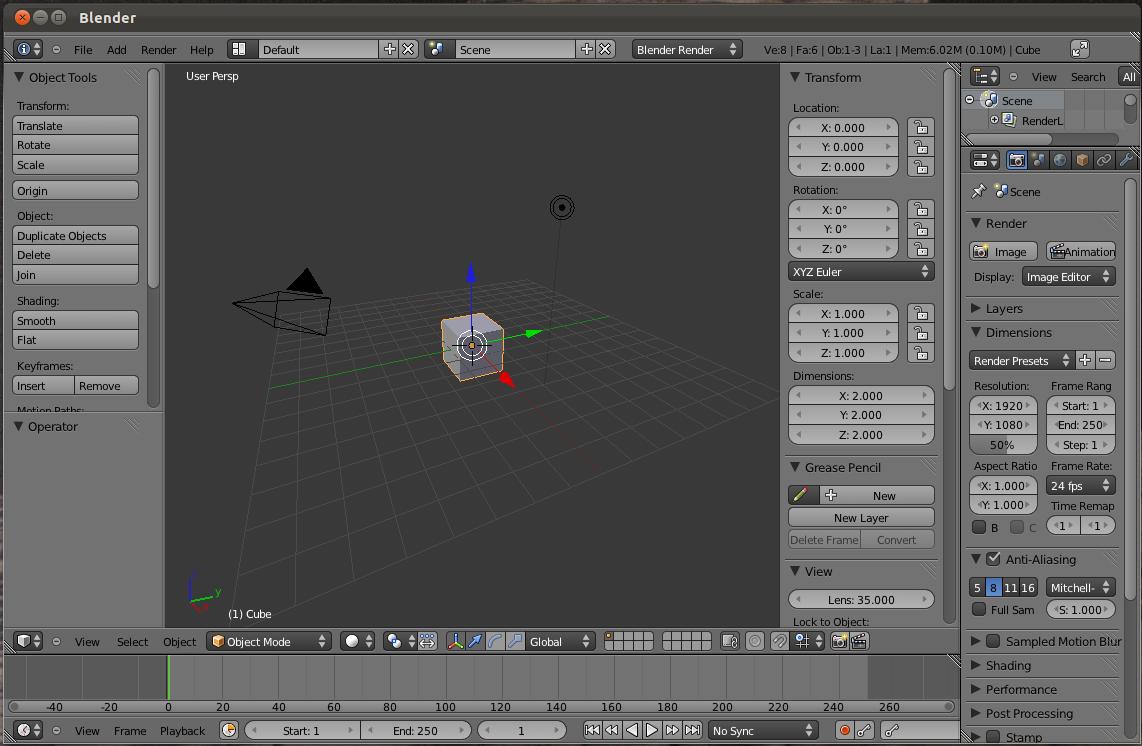 Blender
File Add Render Help Default Scene Blender Render Ve:8 | Fa:6 | Ob:1-3 | La:1 | Mem:6.02M (0.10M) | Cube
Object Tools
Transform:
Translate
Rotate
Scale
Origin
Object:
Duplicate Objects
Delete
Join
Shading:
Smooth
Flat
Keyframes:
Insert Remove
Motion Paths:
Operator
User Persp
(1) Cube
z
y
x
Transform
Location:
X: 0.000
Y: 0.000
Z: 0.000
Rotation:
X: 0°
Y: 0°
Z: 0°
XYZ Euler
Scale:
X: 1.000
Y: 1.000
Z: 1.000
Dimensions:
X: 2.000
Y: 2.000
Z: 2.000
Grease Pencil
New
New Layer
Delete Frame Convert
View
Lens: 35.000
Lock to Object:
View Search All
Scene
RenderL
Scene
Render
Image Animation
Display: Image Editor
Layers
Dimensions
Render Presets
Resolution: Frame Rang
X: 1920 Start: 1
Y: 1080 End: 250
50% Step: 1
Aspect Ratio Frame Rate:
X: 1.000 24 fps
Y: 1.000 Time Remap
B C 1 1
Anti-Aliasing
5 8 11 16 Mitchell-
Full Sam S: 1.000
Sampled Motion Blur
Shading
Performance
Post Processing
Stamp
View Select Object Object Mode Global
-40 -20 0 20 40 60 80 100 120 140 160 180 200 220 240 260
View Frame Playback Start: 1 End: 250 1 No Sync